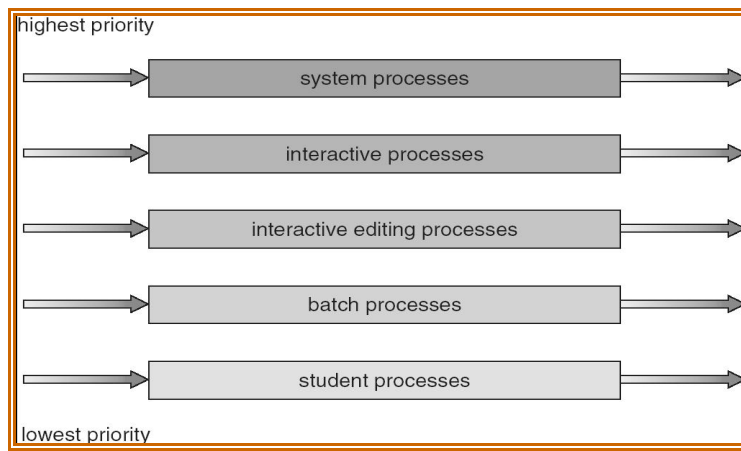 highest priority
system processes
interactive processes
interactive editing processes
batch processes
student processes
lowest priority